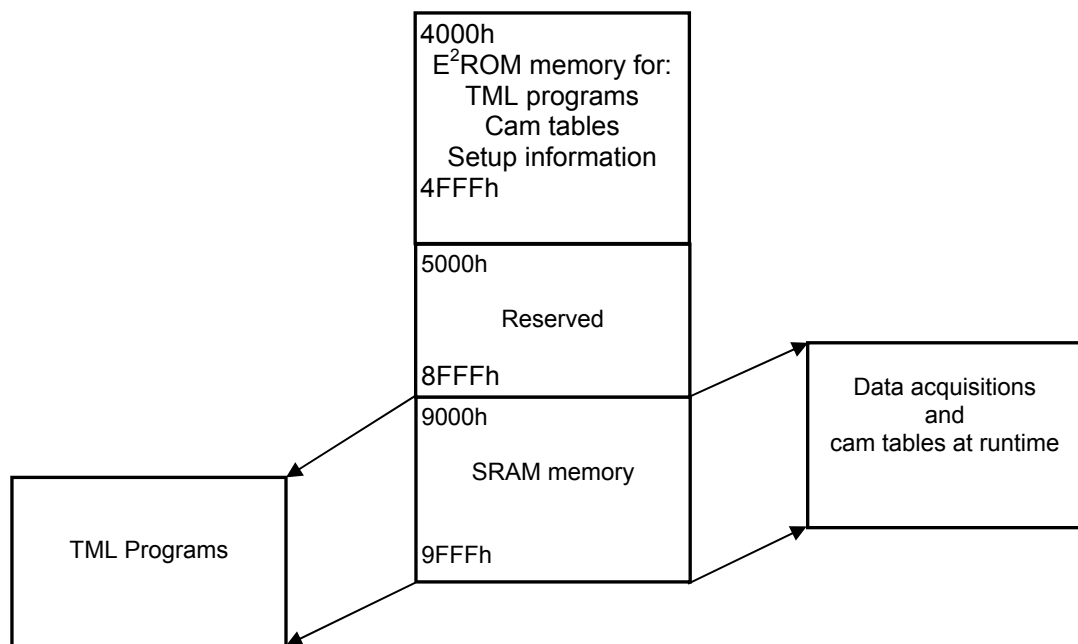 4000h
E²ROM memory for:
TML programs
Cam tables
Setup information
4FFFh
5000h
Reserved
8FFFh
9000h
SRAM memory
9FFFh
Data acquisitions
and
cam tables at runtime
TML Programs